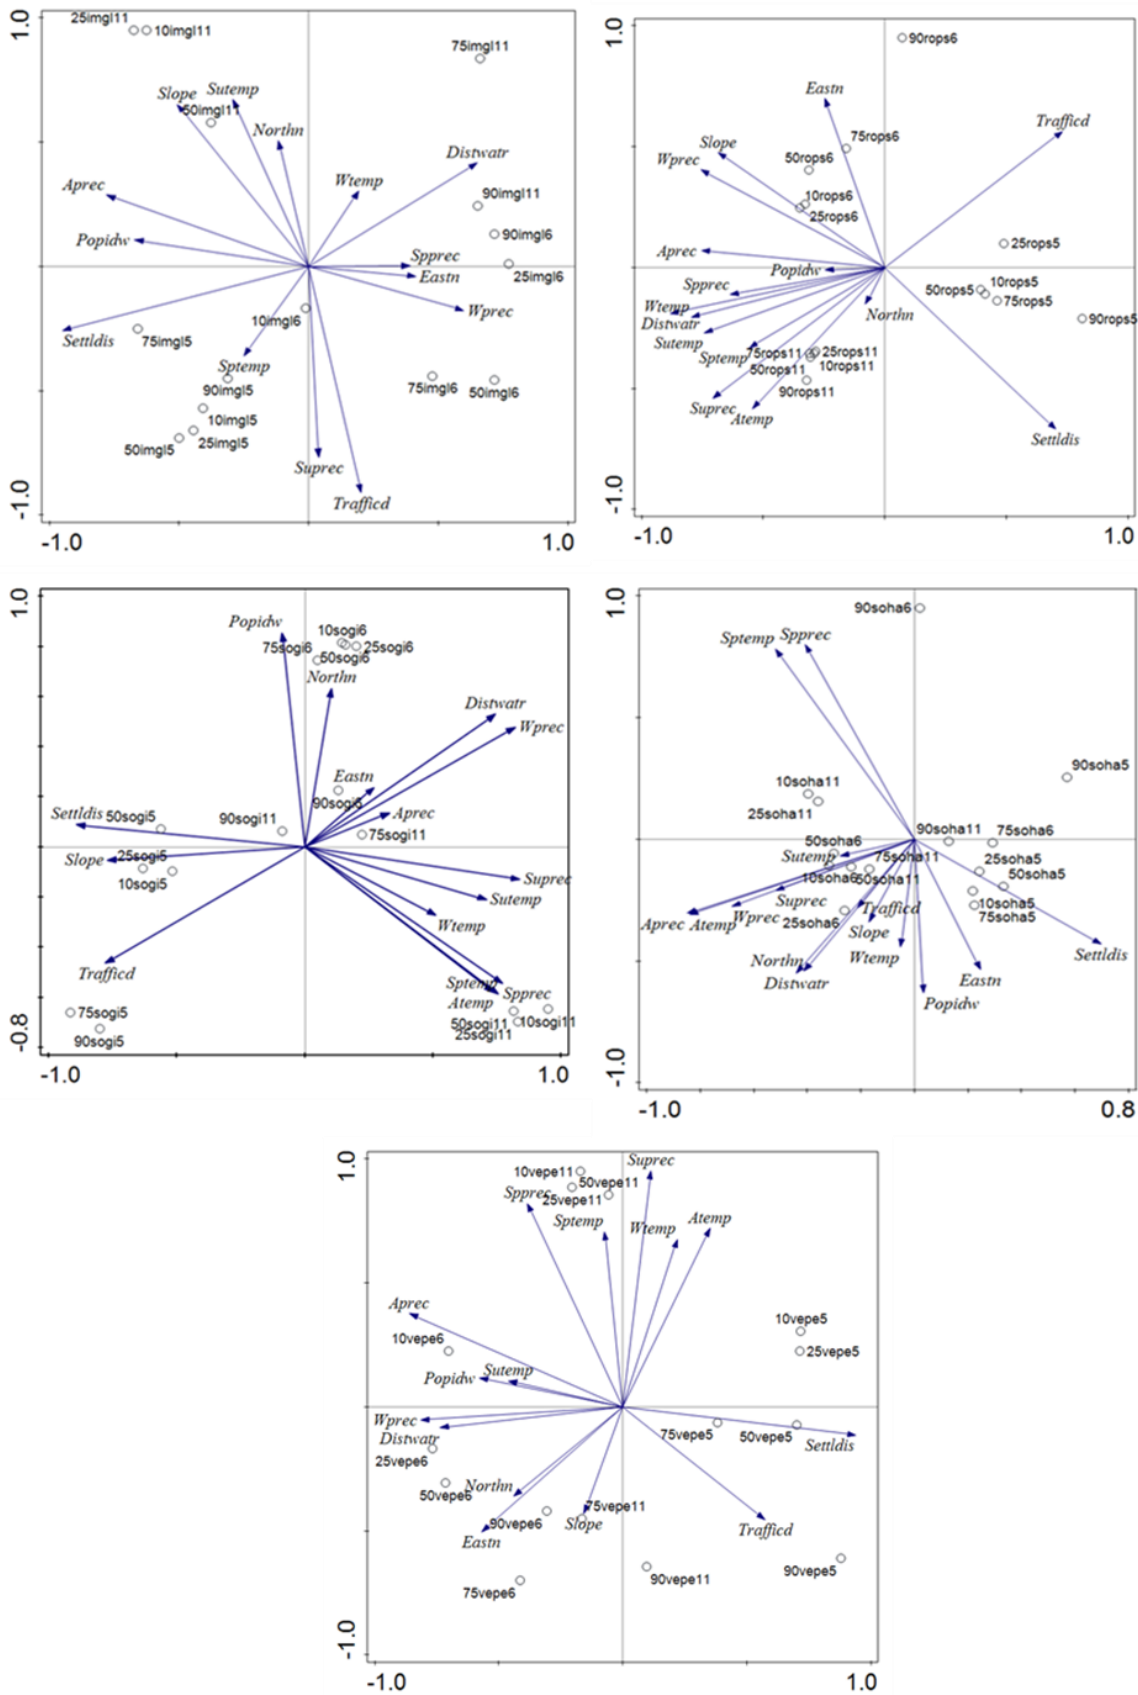 1.0
25imgl11
10imgl11
75imgl11
Slope
Sutemp
50imgl11
Northn
Distwatr
Aprec
Wtemp
90imgl11
Popidw
90imgl6
Spprec
Eastn
25imgl6
10imgl6
Wprec
Settldis
75imgl5
Sptemp
90imgl5
75imgl6
50imgl6
10imgl5
50imgl5
25imgl5
Suprec
Trafficd
-1.0
-1.0
1.0
1.0
90rops6
Eastn
Trafficd
Slope
75rops6
Wprec
50rops6
10rops6
25rops6
Aprec
25rops5
Popidw
Spprec
50rops5
10rops5
75rops5
Wtemp
Northn
90rops5
Distwatr
Sutemp
Sptemp
75rops11
25rops11
50rops11
10rops11
90rops11
Suprec
Atemp
Settldis
-1.0
-1.0
1.0
1.0
Popidw
10sogi6
75sogi6
50sogi6
25sogi6
Northn
Distwatr
Wprec
Eastn
90sogi6
Settldis
50sogi5
90sogi11
Aprec
75sogi11
Slope
25sogi5
10sogi5
Suprec
Sutemp
Wtemp
Trafficd
Sptemp
Spprec
Atemp
75sogi5
90sogi5
50sogi11
10sogi11
25sogi11
-0.8
-1.0
1.0
1.0
90soha6
Sptemp
Spprec
90soha5
10soha11
25soha11
90soha11
75soha6
50soha6
Sutemp
75soha11
25soha5
10soha6
50soha11
50soha5
Suprec
Trafficd
10soha5
Aprec
Atemp
Wprec
25soha6
75soha5
Slope
Northn
Wtemp
Settldis
Distwatr
Eastn
Popidw
-1.0
-1.0
0.8
1.0
10vepe11
Suprec
50vepe11
Spprec
25vepe11
Sptemp
Wtemp
Atemp
Aprec
10vepe6
10vepe5
25vepe5
Popidw
Sutemp
Wprec
Distwatr
75vepe5
50vepe5
Settldis
25vepe6
50vepe6
Northn
75vepe11
90vepe6
Slope
Trafficd
Eastn
75vepe6
90vepe11
90vepe5
-1.0
-1.0
1.0